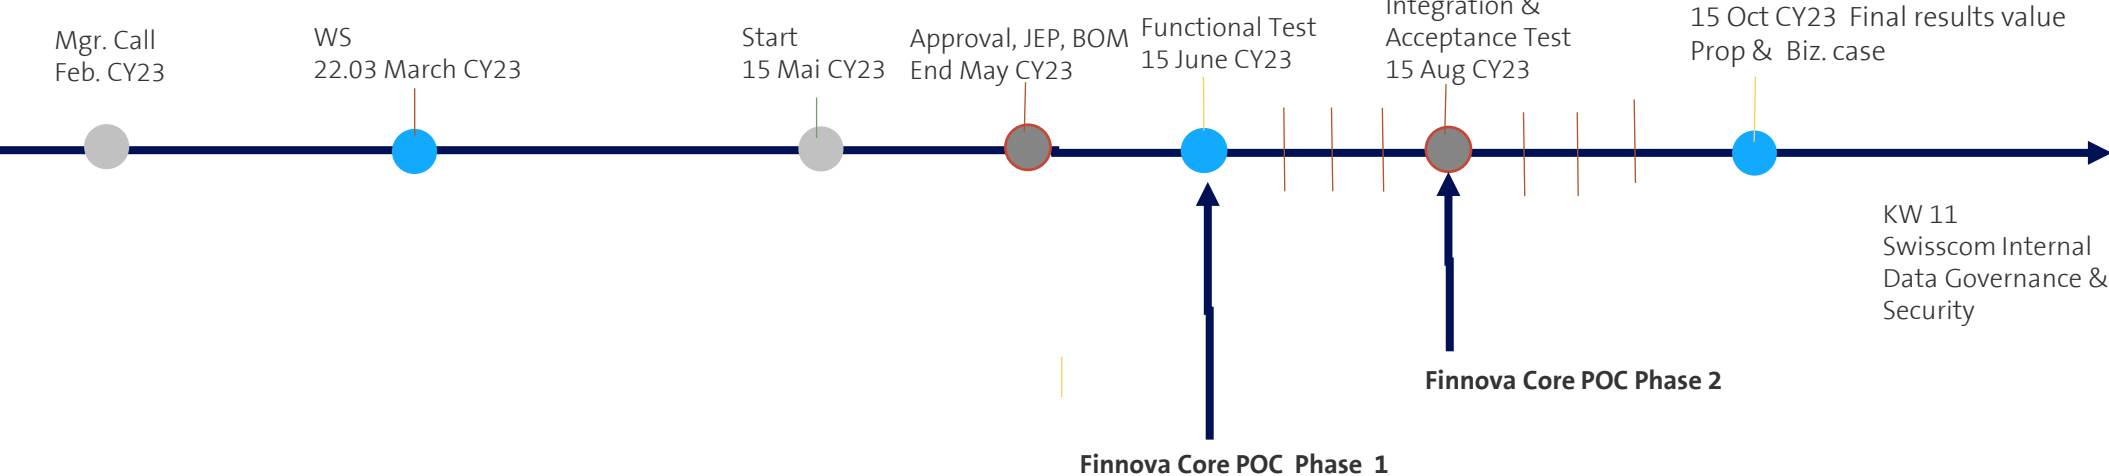 Mgr. Call
Feb. CY23
WS
22.03 March CY23
Start
15 Mai CY23
Approval, JEP, BOM
End May CY23
Functional Test
15 June CY23
Integration &
Acceptance Test
15 Aug CY23
15 Oct CY23 Final results value
Prop & Biz. case
KW 11
Swisscom Internal
Data Governance &
Security
Finnova Core POC Phase 2
Finnova Core POC Phase 1